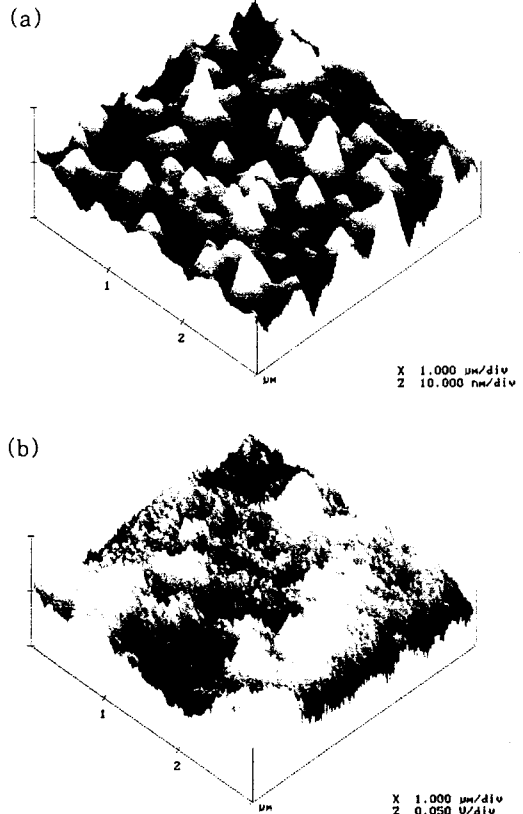 (a)
1
2
μm
X 1.000 μm/div
Z 10.000 nm/div
(b)
1
2
μm
X 1.000 μm/div
Z 0.050 V/div